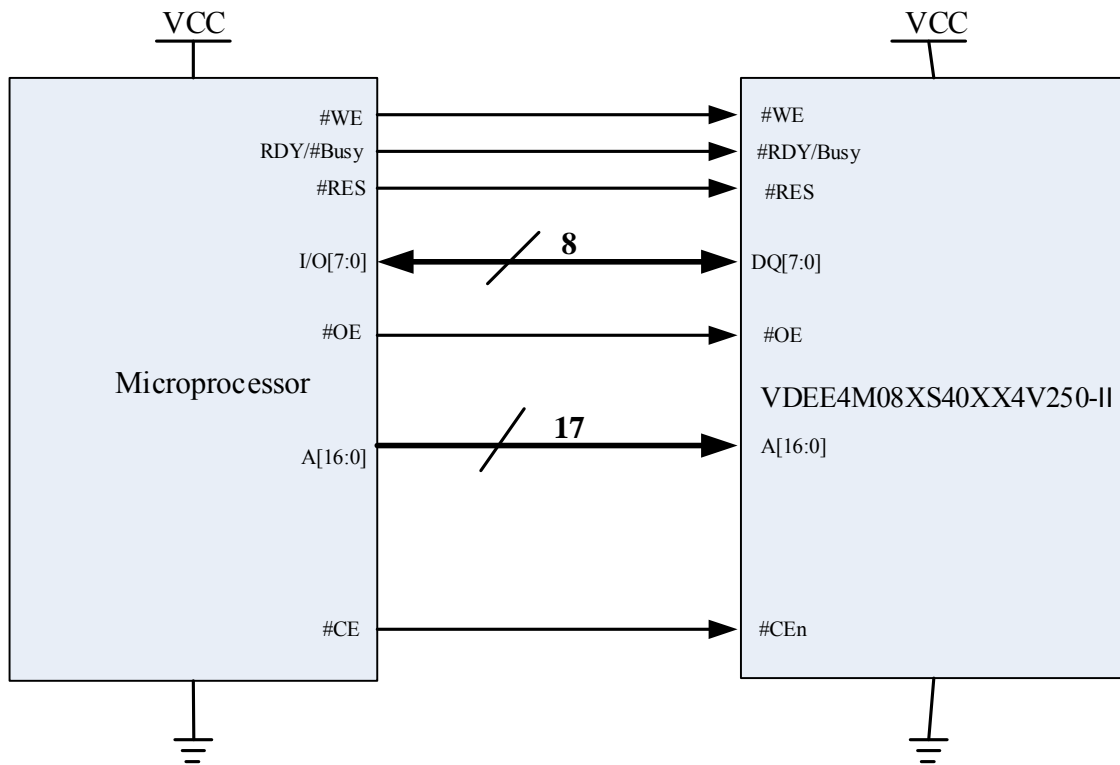 VCC
VCC
#WE
#WE
RDY/#Busy
#RDY/Busy
#RES
#RES
8
I/O[7:0]
DQ[7:0]
#OE
#OE
Microprocessor
VDEE4M08XS40XX4V250-II
17
A[16:0]
A[16:0]
#CE
#CEn